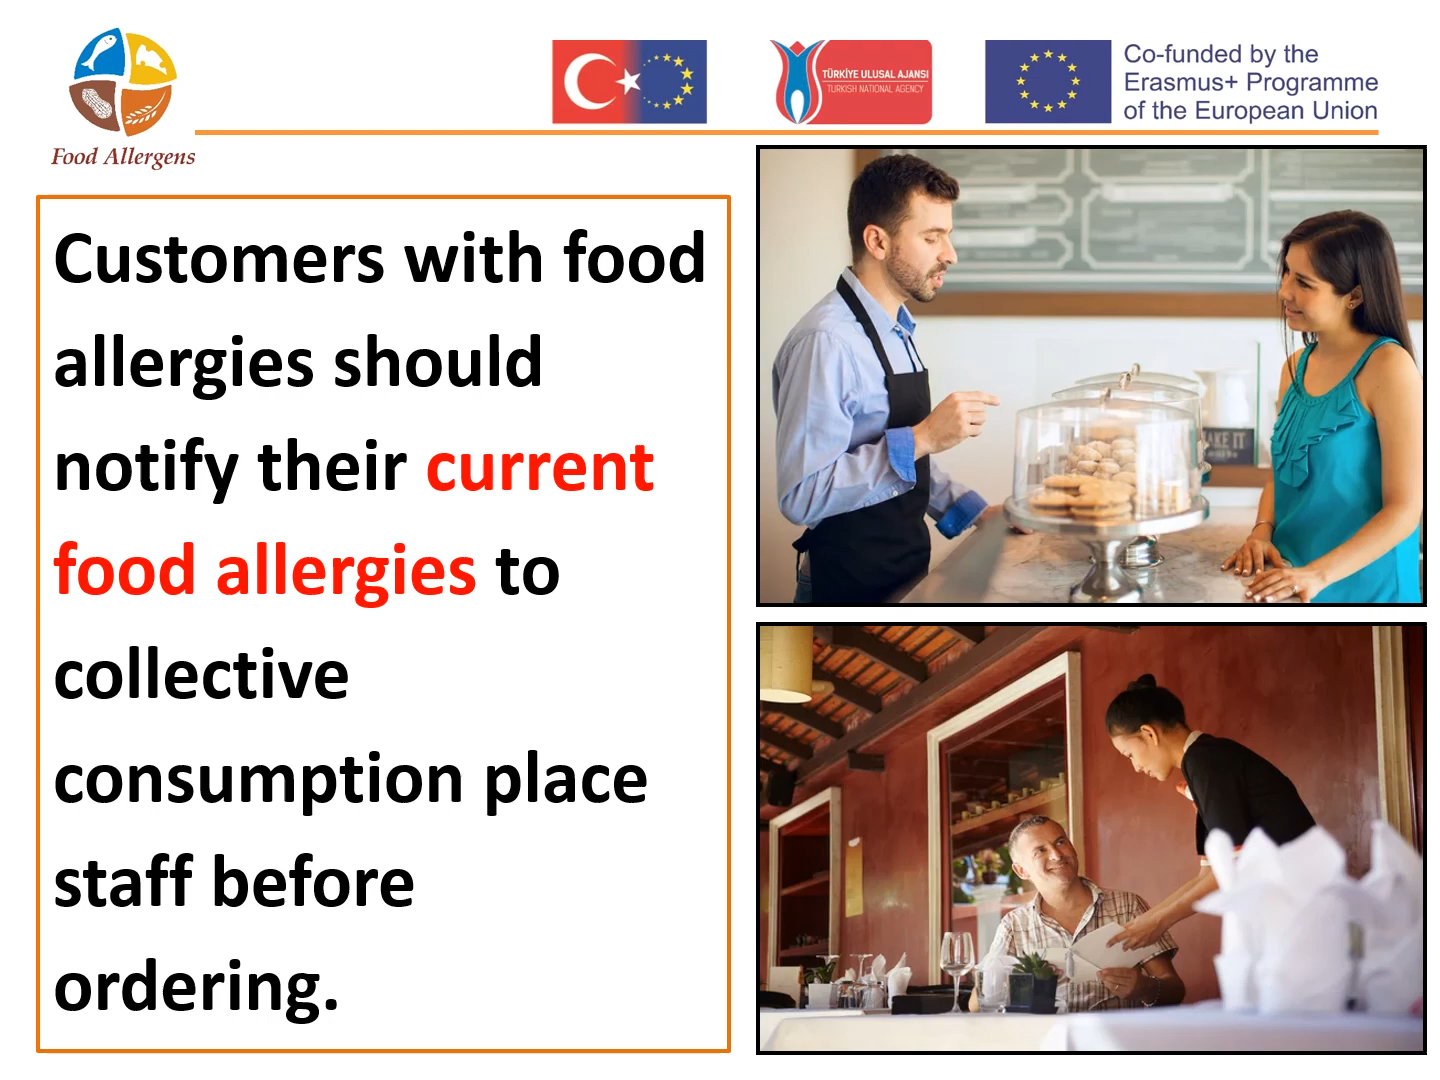 Food Allergens
TÜRKİYE ULUSAL AJANSI
TURKISH NATIONAL AGENCY
Co-funded by the
Erasmus+ Programme
of the European Union
Customers with food
allergies should
notify their current
food allergies to
collective
consumption place
staff before
ordering.